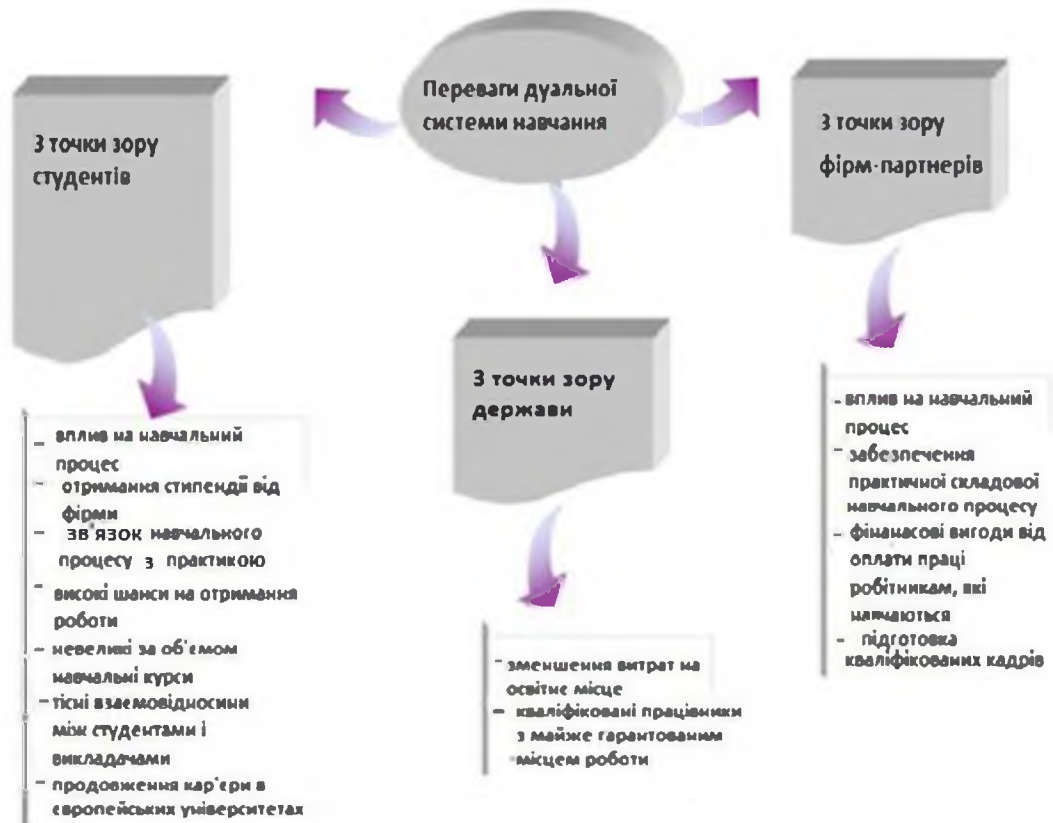 Переваги дуальної
системи навчання
З точки зору
студентів
- вплив на навчальний
процес
- отримання стипендії від
фірми
- зв'язок навчального
процесу з практикою
- високі шанси на отримання
роботи
- невеликі за об'ємом
навчальні курси
- тісні взаємовідносини
між студентами і
викладачами
- продовження кар'єри в
європейських університетах
З точки зору
держави
- зменшення витрат на
освітнє місце
- кваліфіковані працівники
з майже гарантованим
місцем роботи
З точки зору
фірм-партнерів
- вплив на навчальний
процес
- забезпечення
практичної складової
навчального процесу
- фінанасові вигоди від
оплати праці
робітникам, які
навчаються
- підготовка
кваліфікованих кадрів